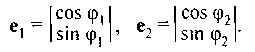 e₁ = |cos φ₁ sin φ₁|, e₂ = |cos φ₂ sin φ₂|.